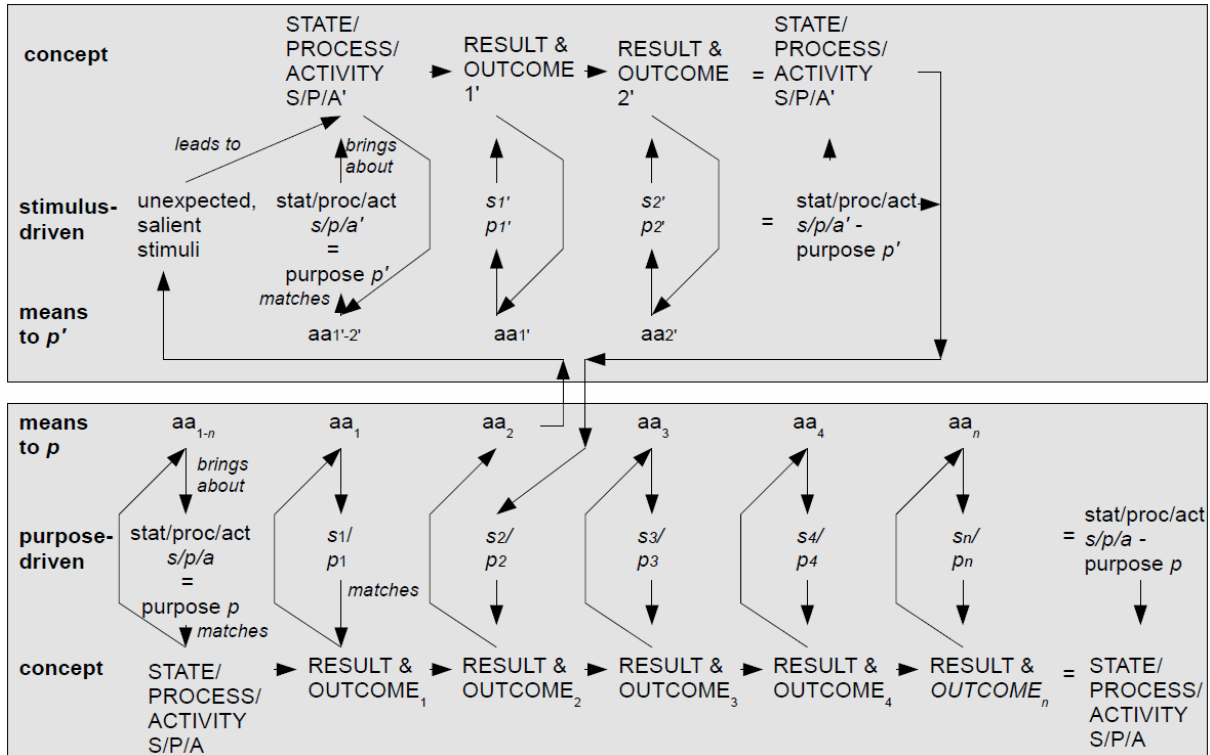 concept
STATE/
PROCESS/
ACTIVITY
S/P/A'
RESULT &
OUTCOME
1'
RESULT &
OUTCOME
2'
=
STATE/
PROCESS/
ACTIVITY
S/P/A'
leads to
brings
about
stimulus-
driven
unexpected,
salient
stimuli
stat/proc/act
s/p/a'
=
purpose p'
matches
s1'
p1'
s2'
p2'
=
stat/proc/act
s/p/a' -
purpose p'
means
to p'
aa1'-2'
aa1'
aa2'
means
to p
aa1-n
aa1
aa2
aa3
aa4
aan
brings
about
purpose-
driven
stat/proc/act
s/p/a
=
purpose p
matches
s1/
p1
matches
s2/
p2
s3/
p3
s4/
p4
sn/
pn
=
stat/proc/act
s/p/a -
purpose p
concept
STATE/
PROCESS/
ACTIVITY
S/P/A
RESULT &
OUTCOME1
RESULT &
OUTCOME2
RESULT &
OUTCOME3
RESULT &
OUTCOME4
RESULT &
OUTCOMEn
=
STATE/
PROCESS/
ACTIVITY
S/P/A